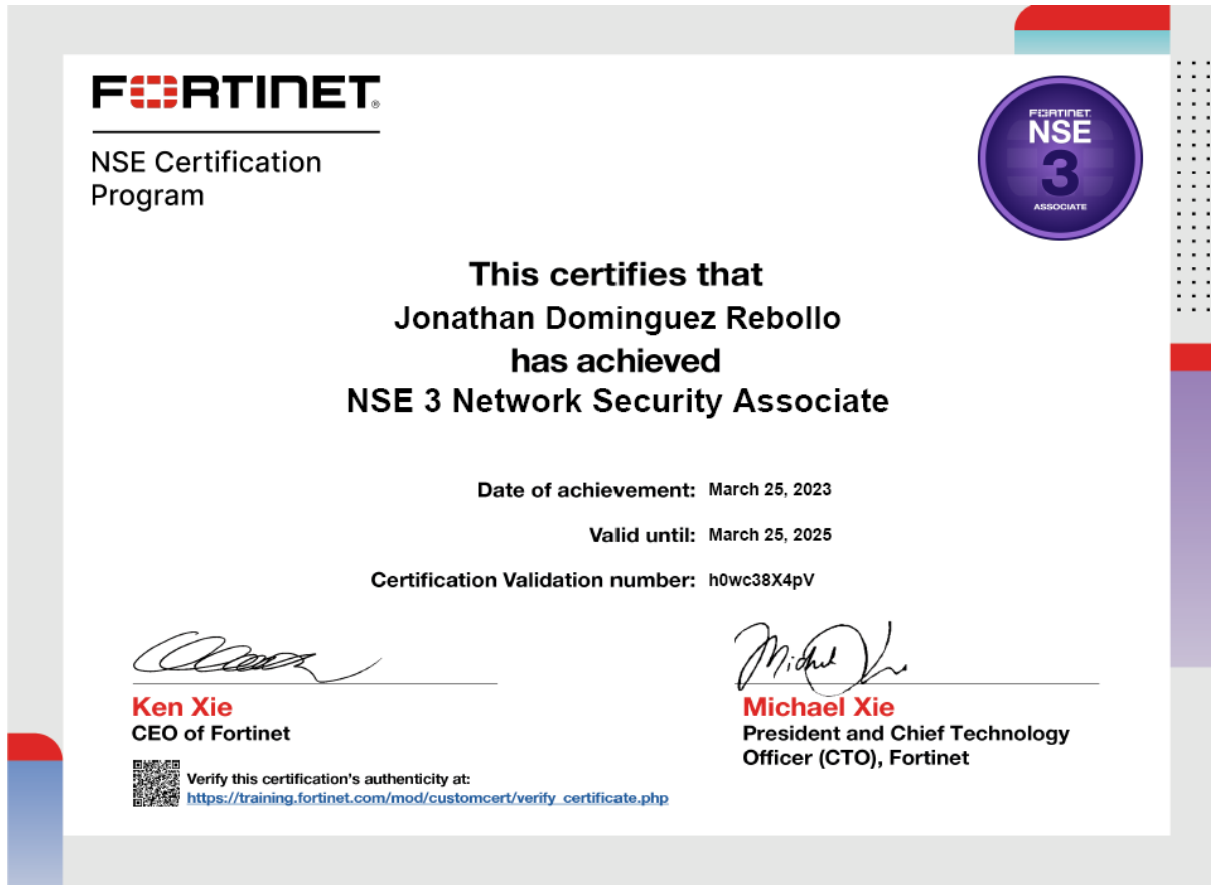 FORTINET®
NSE Certification
Program
FORTINET
NSE
3
ASSOCIATE
This certifies that
Jonathan Dominguez Rebollo
has achieved
NSE 3 Network Security Associate
Date of achievement: March 25, 2023
Valid until: March 25, 2025
Certification Validation number: h0wc38X4pV
Ken Xie
CEO of Fortinet
Michael Xie
President and Chief Technology
Officer (CTO), Fortinet
Verify this certification's authenticity at:
https://training.fortinet.com/mod/customcert/verify_certificate.php